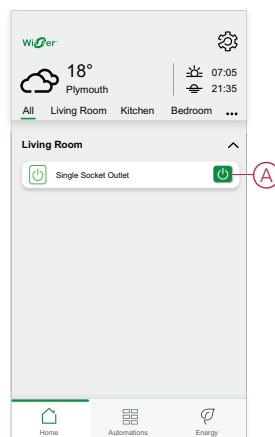 Wiser
18°
Plymouth
07:05
21:35
All Living Room Kitchen Bedroom ...
Living Room
Single Socket Outlet
A
Home Automations Energy